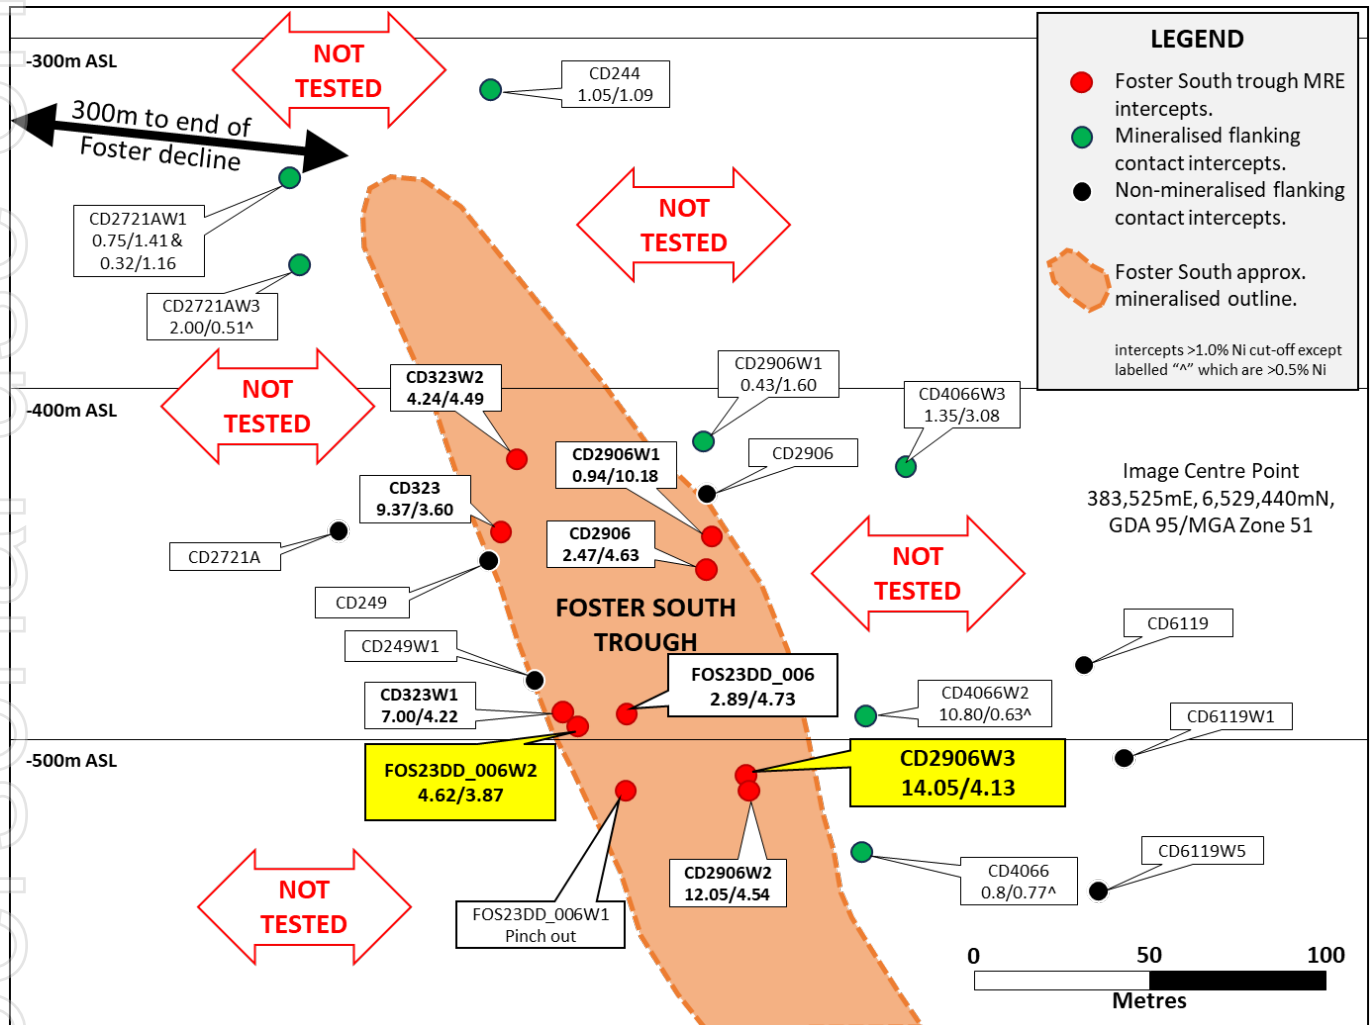 NOT
TESTED
-300m ASL
CD244
1.05/1.09
LEGEND
Foster South trough MRE
intercepts.
Mineralised flanking
contact intercepts.
Non-mineralised flanking
contact intercepts.
Foster South approx.
mineralised outline.
intercepts >1.0% Ni cut-off except
labelled “^” which are >0.5% Ni
300m to end of
Foster decline
CD2721AW1
0.75/1.41 &
0.32/1.16
NOT
TESTED
CD2721AW3
2.00/0.51^
NOT
TESTED
-400m ASL
CD323W2
4.24/4.49
CD2906W1
0.43/1.60
CD4066W3
1.35/3.08
CD2906W1
0.94/10.18
CD2906
CD323
9.37/3.60
Image Centre Point
383,525mE, 6,529,440mN,
GDA 95/MGA Zone 51
CD2721A
CD2906
2.47/4.63
NOT
TESTED
CD249
FOSTER SOUTH
TROUGH
CD6119
CD249W1
FOS23DD_006
2.89/4.73
CD323W1
7.00/4.22
CD4066W2
10.80/0.63^
CD6119W1
-500m ASL
FOS23DD_006W2
4.62/3.87
CD2906W3
14.05/4.13
CD6119W5
NOT
TESTED
CD2906W2
12.05/4.54
CD4066
0.8/0.77^
FOS23DD_006W1
Pinch out
0 50 100
Metres